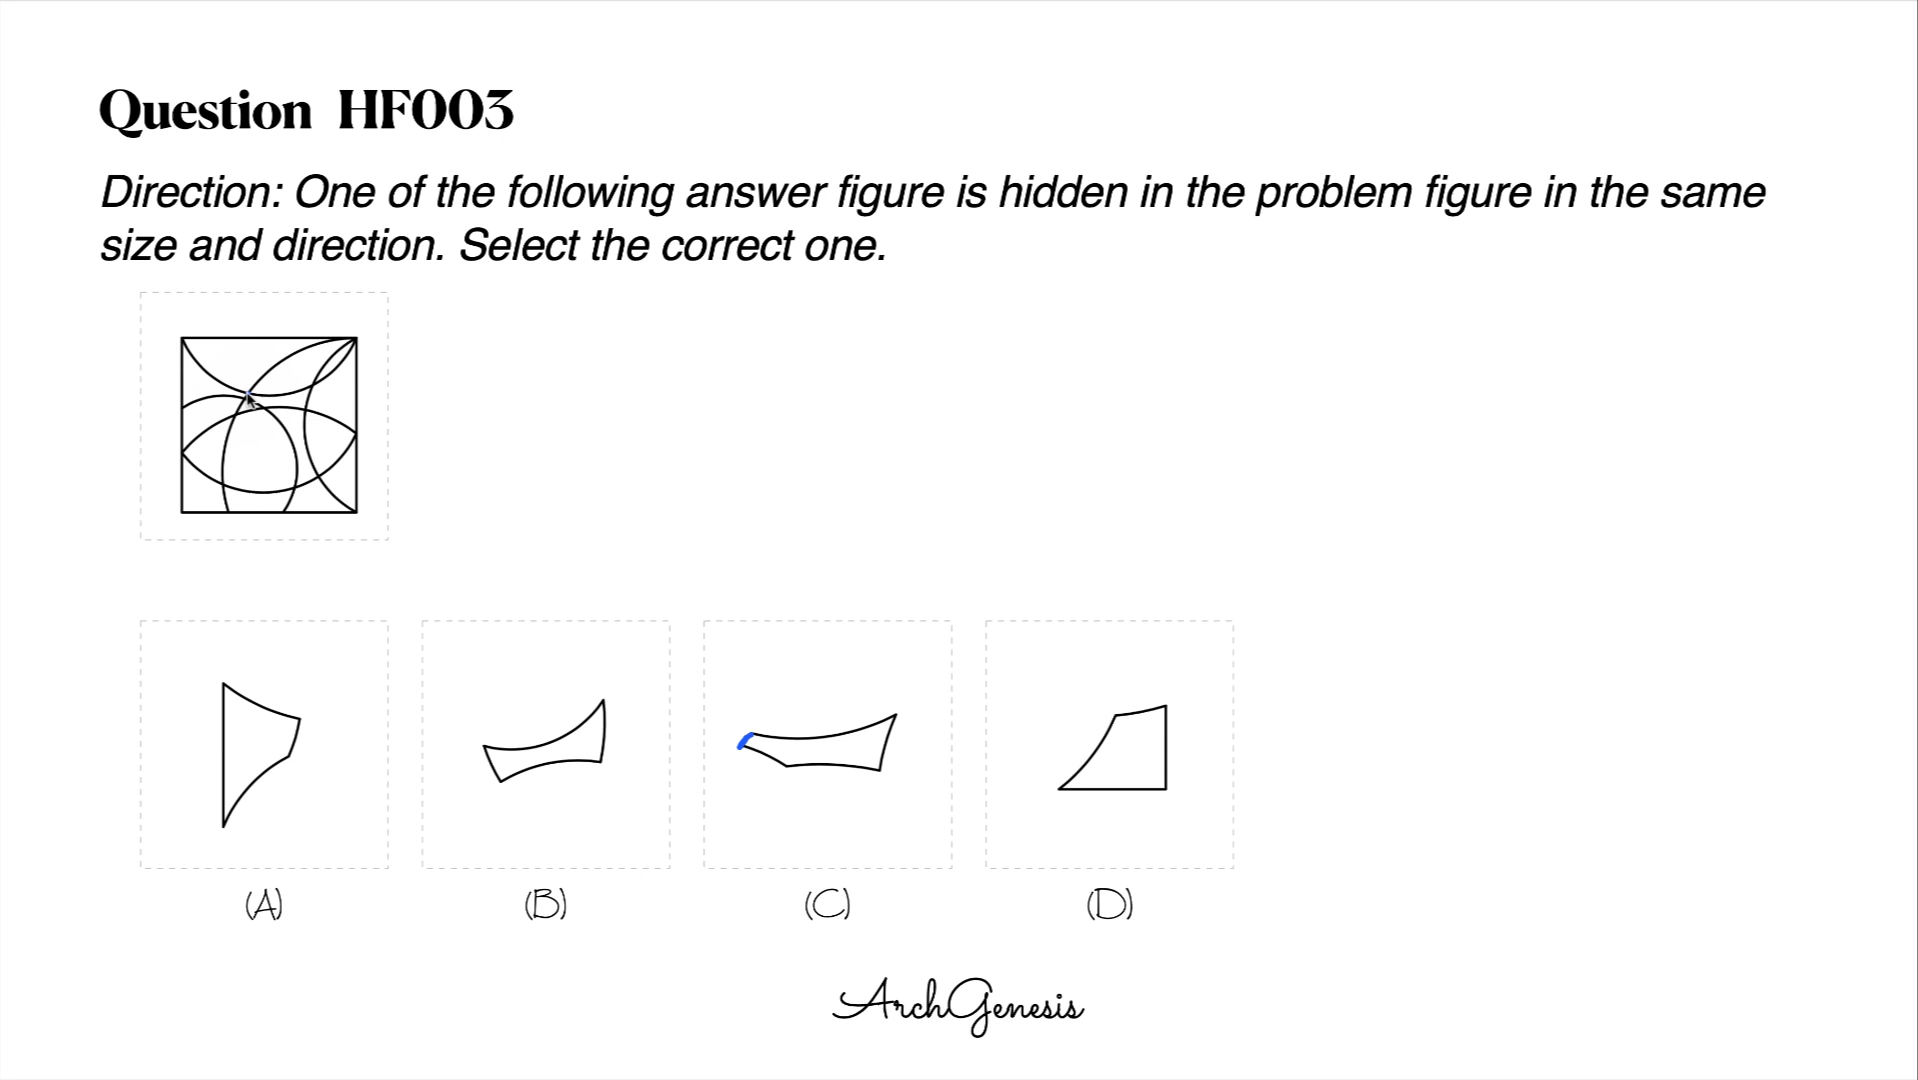 Question HF003
Direction: One of the following answer figure is hidden in the problem figure in the same
size and direction. Select the correct one.
(A) (B) (C) (D)
ArchGenesis